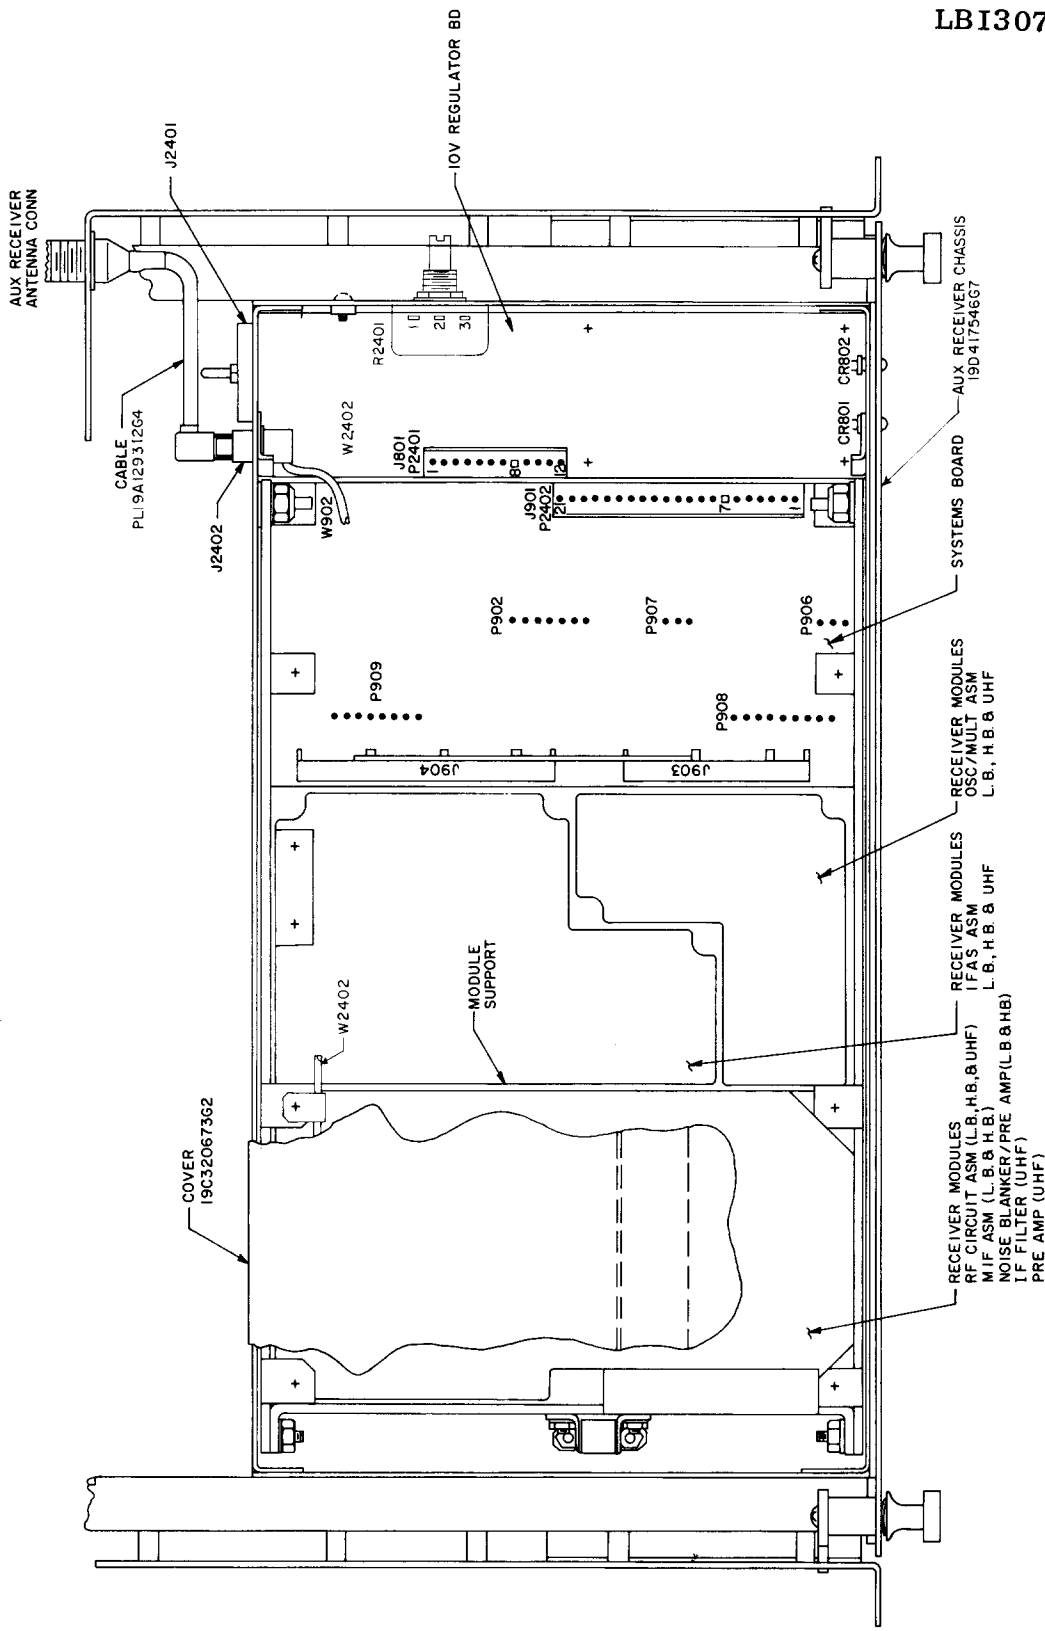 LBI307
AUX RECEIVER
ANTENNA CONN
J2401
CABLE
PL19A129312G4
J2402
10V REGULATOR BD
R2401
1
2
3
W2402
J801
P2401
1
8
12
CR801
CR802
W902
J901
P2402
21
7
1
P902
P907
P906
P909
P908
J904
J903
AUX RECEIVER CHASSIS
19D417546G7
SYSTEMS BOARD
RECEIVER MODULES
OSC/MULT ASM
L.B., H.B. & UHF
RECEIVER MODULES
IFAS ASM
L.B., H.B. & UHF
MODULE
SUPPORT
W2402
COVER
19C320673G2
RECEIVER MODULES
RF CIRCUIT ASM (L.B., H.B., & UHF)
MIF ASM (L.B. & H.B.)
NOISE BLANKER/PRE AMP (L.B & H.B)
IF FILTER (UHF)
PRE AMP (UHF)